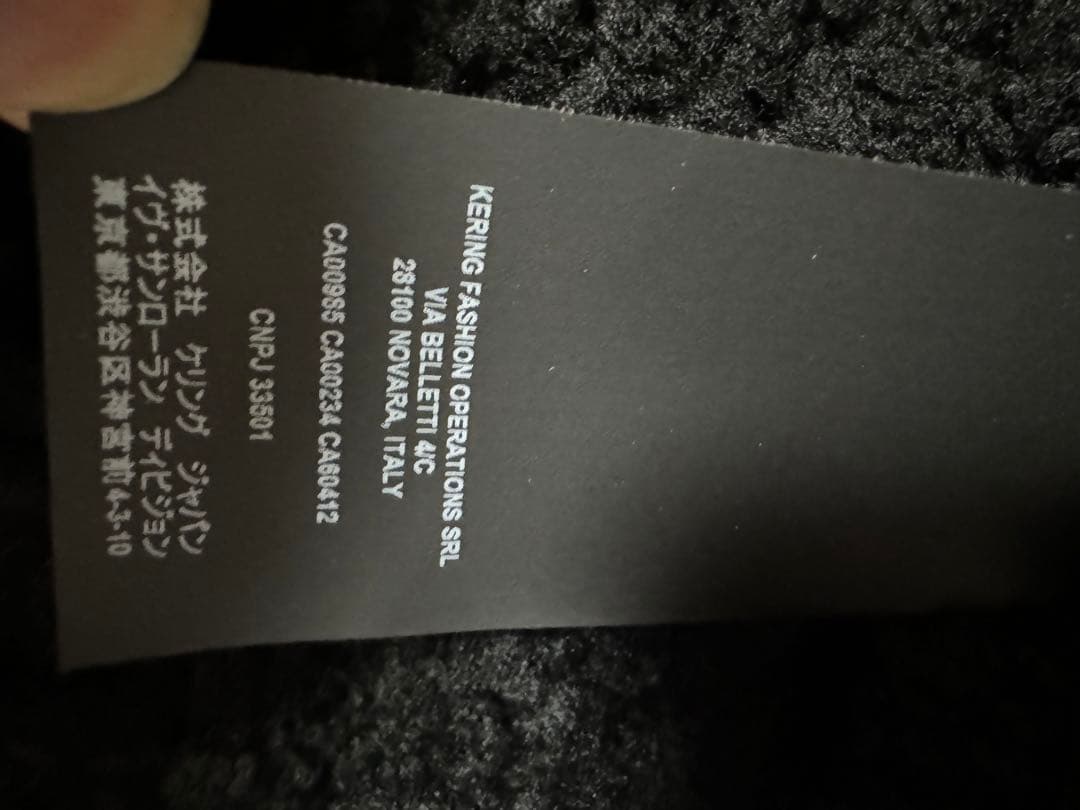 KERING FASHION OPERATIONS SRL
VIA BELLETTI 4/C
28100 NOVARA, ITALY
CA00985 CA00234 CA60412
CNPJ 33501
株式会社 ケリング ジャパン
イヴ・サンローラン ディビジョン
東京都渋谷区神宮前4-3-10